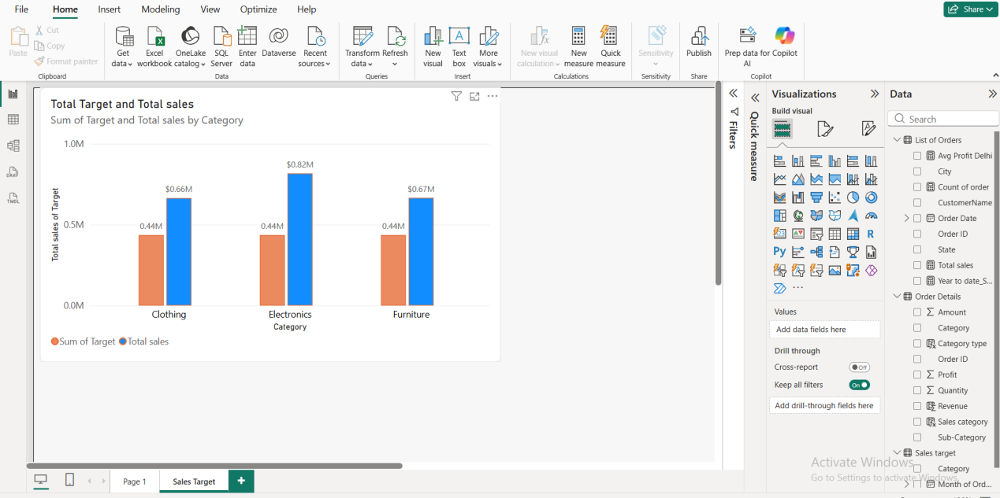 File Home Insert Modeling View Optimize Help Share
Paste
Cut
Copy
Format painter
Clipboard
Get data
Excel workbook
OneLake catalog
SQL Server
Enter data
Dataverse
Recent sources
Data
Transform data
Refresh
Queries
New visual
Text box
More visuals
Insert
New visual calculation
New measure
Quick measure
Calculations
Sensitivity
Sensitivity
Publish
Share
Prep data for AI
Copilot
Copilot
DAX
TMDL
Total Target and Total sales
Sum of Target and Total sales by Category
Total sales of Target
1.0M
0.5M
0.0M
0.44M $0.66M
0.44M $0.82M
0.44M $0.67M
Clothing Electronics Furniture
Category
Sum of Target Total sales
Page 1
Sales Target
Filters
Quick measure
Visualizations
Build visual
R
Py
Values
Add data fields here
Drill through
Cross-report Off
Keep all filters On
Add drill-through fields here
Data
Search
List of Orders
Avg Profit Delhi
City
Count of order
CustomerName
Order Date
Order ID
State
Total sales
Year to date_S...
Order Details
Amount
Category
Category type
Order ID
Profit
Quantity
Revenue
Sales category
Sub-Category
Sales target
Category
Month of Ord...
Activate Windows
Go to Settings to activate Windows.